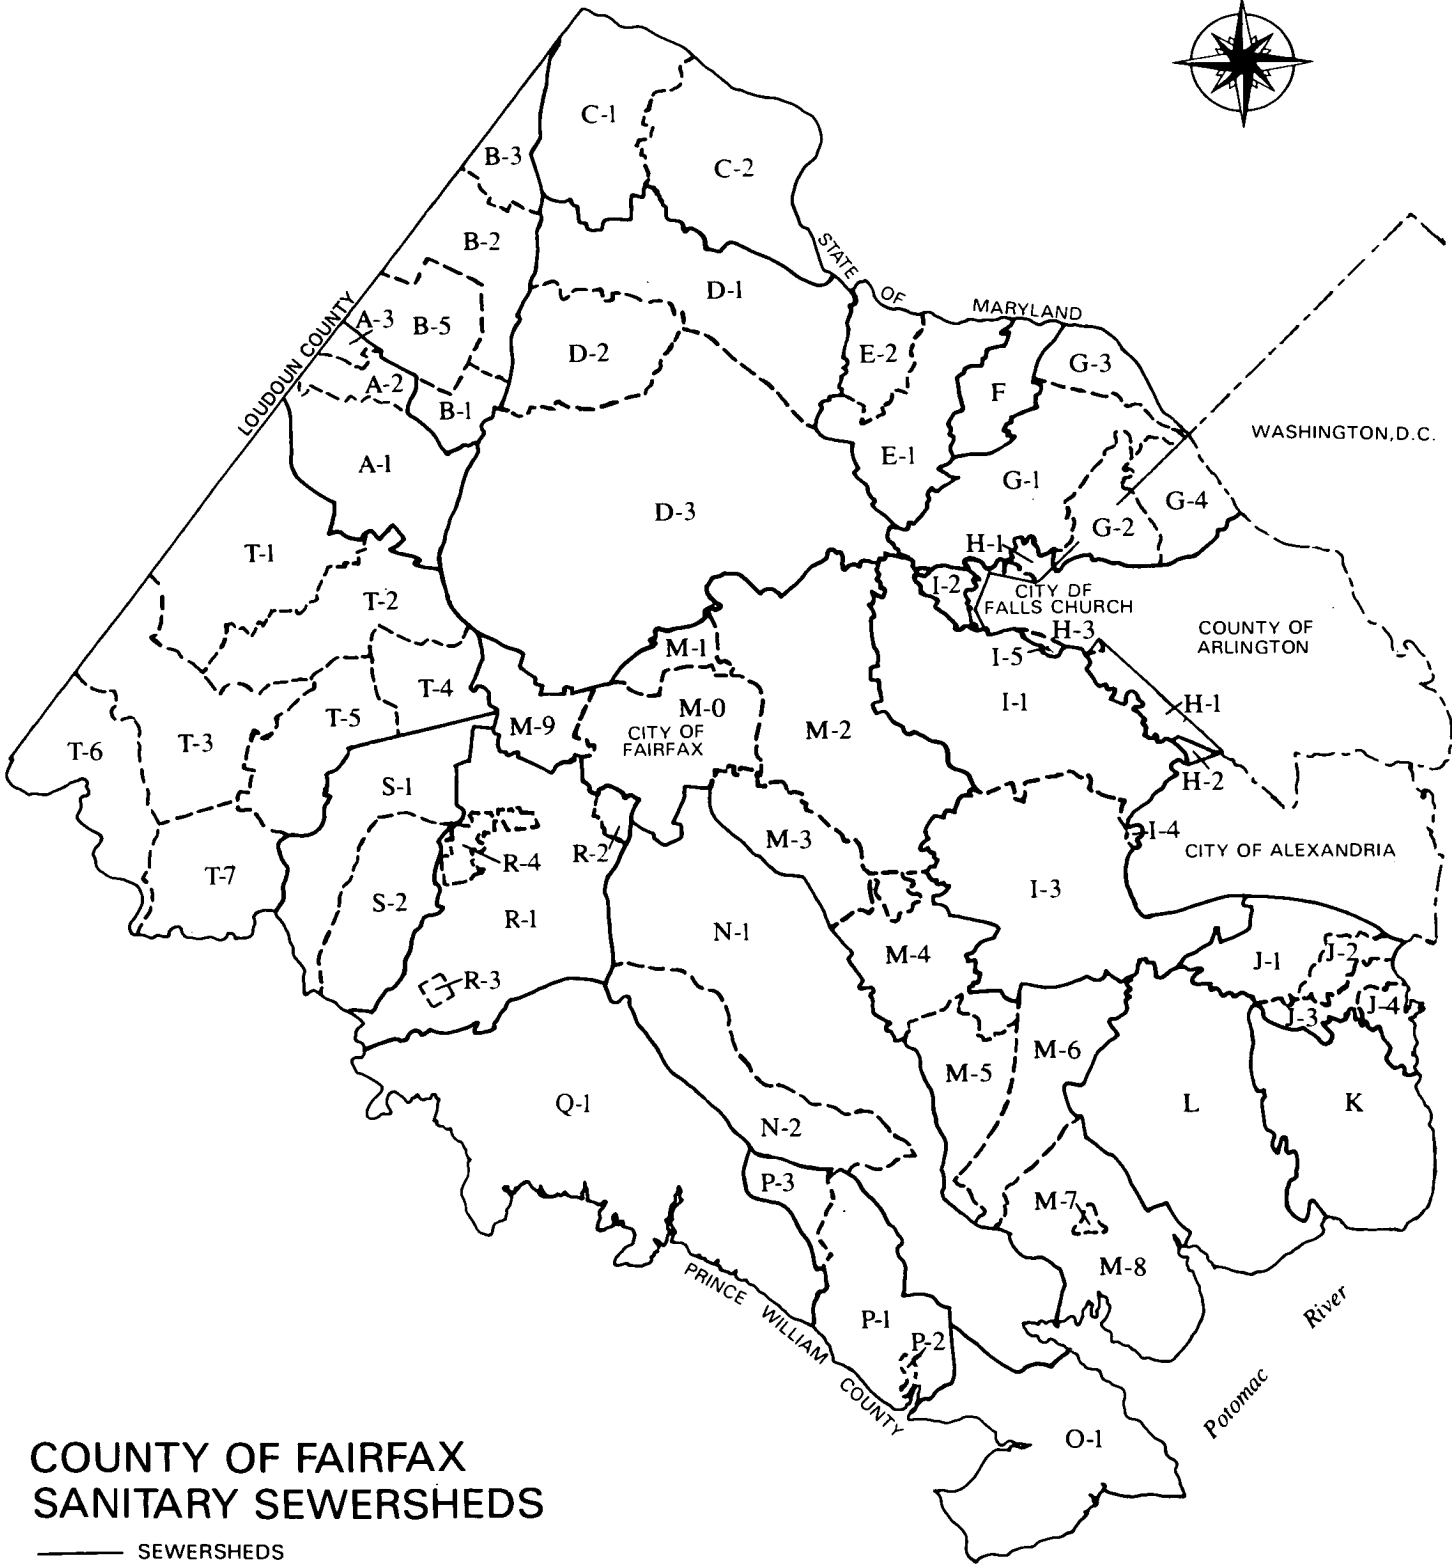 C-1
B-3
C-2
B-2
STATE OF MARYLAND
D-1
LOUDOUN COUNTY
A-3
B-5
D-2
E-2
G-3
F
A-2
B-1
WASHINGTON, D.C.
E-1
A-1
G-1
G-4
D-3
G-2
H-1
T-1
I-2
CITY OF
FALLS CHURCH
T-2
H-3
COUNTY OF
ARLINGTON
M-1
I-5
T-4
I-1
H-1
M-0
T-5
M-9
CITY OF
FAIRFAX
M-2
T-3
T-6
H-2
S-1
I-4
M-3
R-2
CITY OF ALEXANDRIA
R-4
T-7
I-3
S-2
R-1
N-1
M-4
J-2
J-1
R-3
J-4
J-3
M-6
M-5
Q-1
L
K
N-2
P-3
M-7
M-8
PRINCE WILLIAM COUNTY
P-1
P-2
Potomac River
O-1
COUNTY OF FAIRFAX
SANITARY SEWERSHEDS
SEWERSHEDS